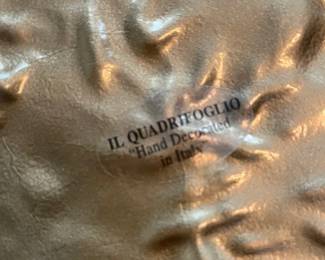 IL QUADRIFOGLIO
"Hand Decorated
in Italy"